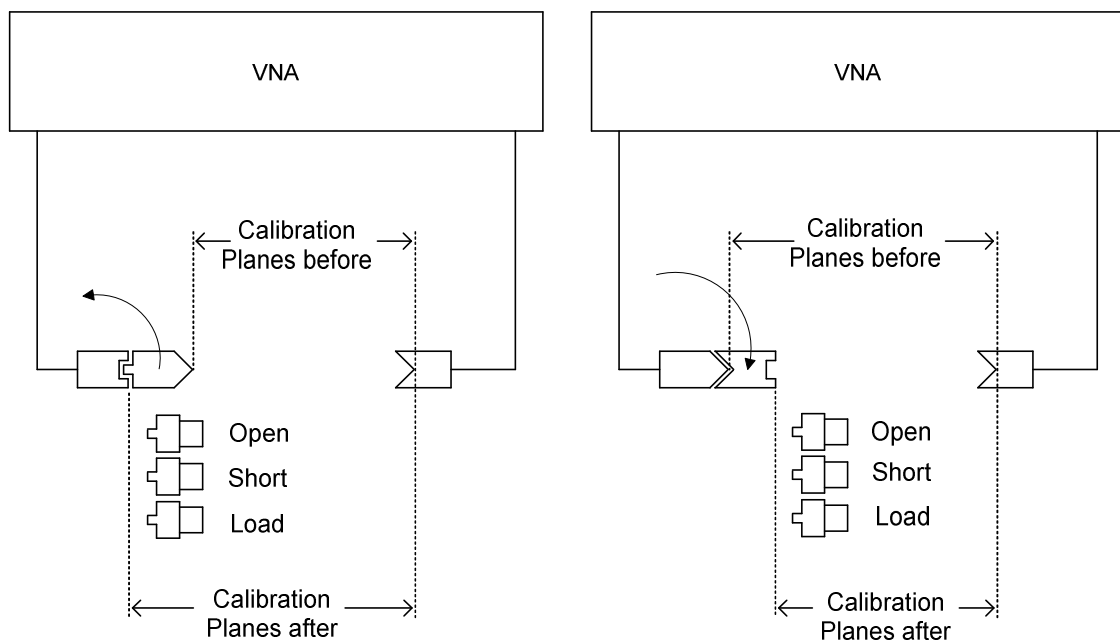 VNA
Calibration
Planes before
Open
Short
Load
Calibration
Planes after
VNA
Calibration
Planes before
Open
Short
Load
Calibration
Planes after